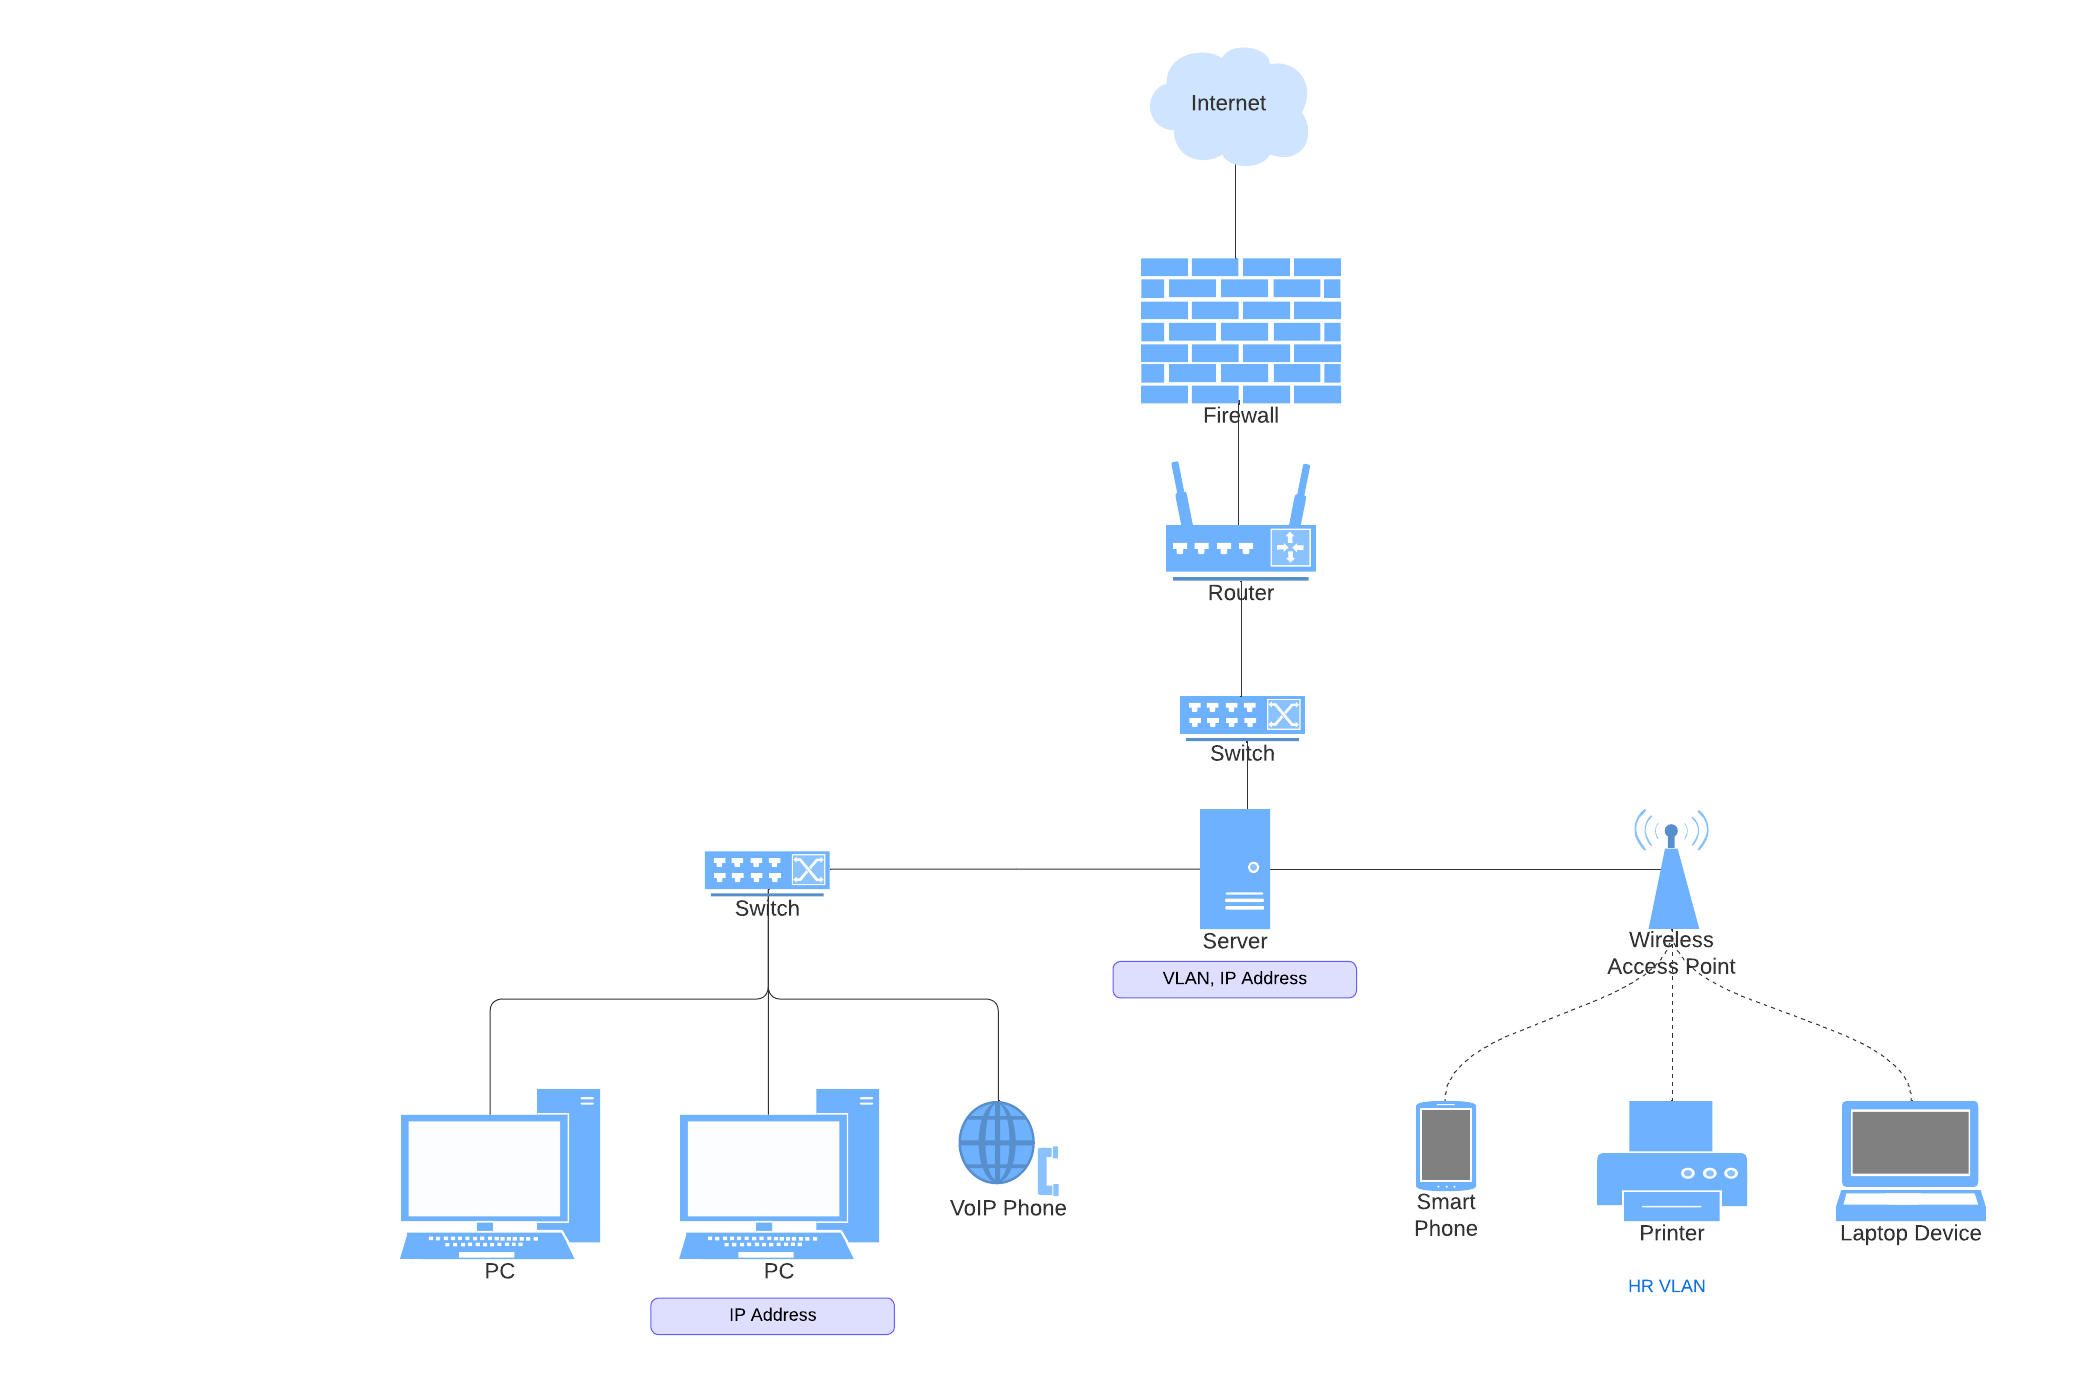 Internet
Firewall
Router
Switch
Switch
Server
VLAN, IP Address
Wireless
Access Point
PC
PC
VoIP Phone
Smart
Phone
Printer
Laptop Device
IP Address
HR VLAN